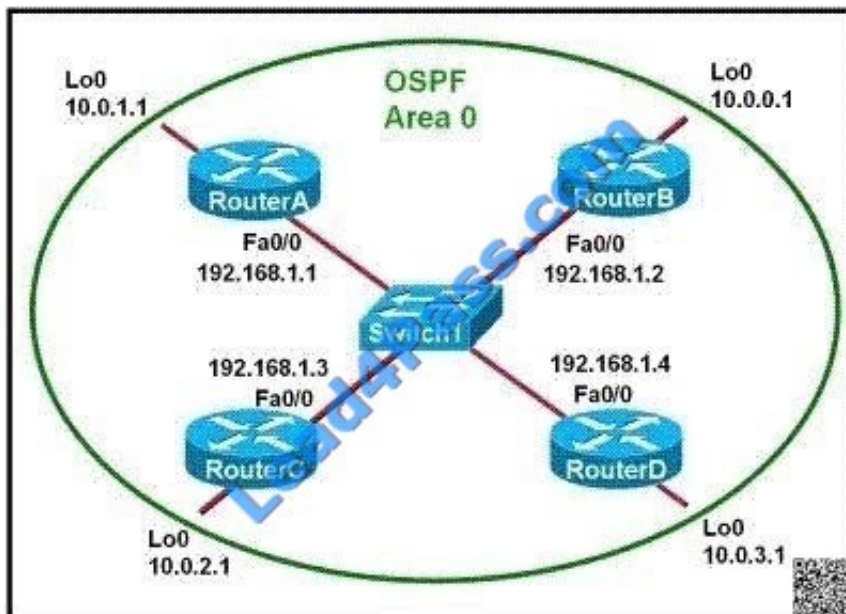 Lo0
10.0.1.1
OSPF
Area 0
Lo0
10.0.0.1
RouterA
RouterB
Fa0/0
192.168.1.1
Fa0/0
192.168.1.2
Switch1
192.168.1.3
Fa0/0
192.168.1.4
Fa0/0
RouterC
RouterD
Lo0
10.0.2.1
Lo0
10.0.3.1
Lead4pass.com